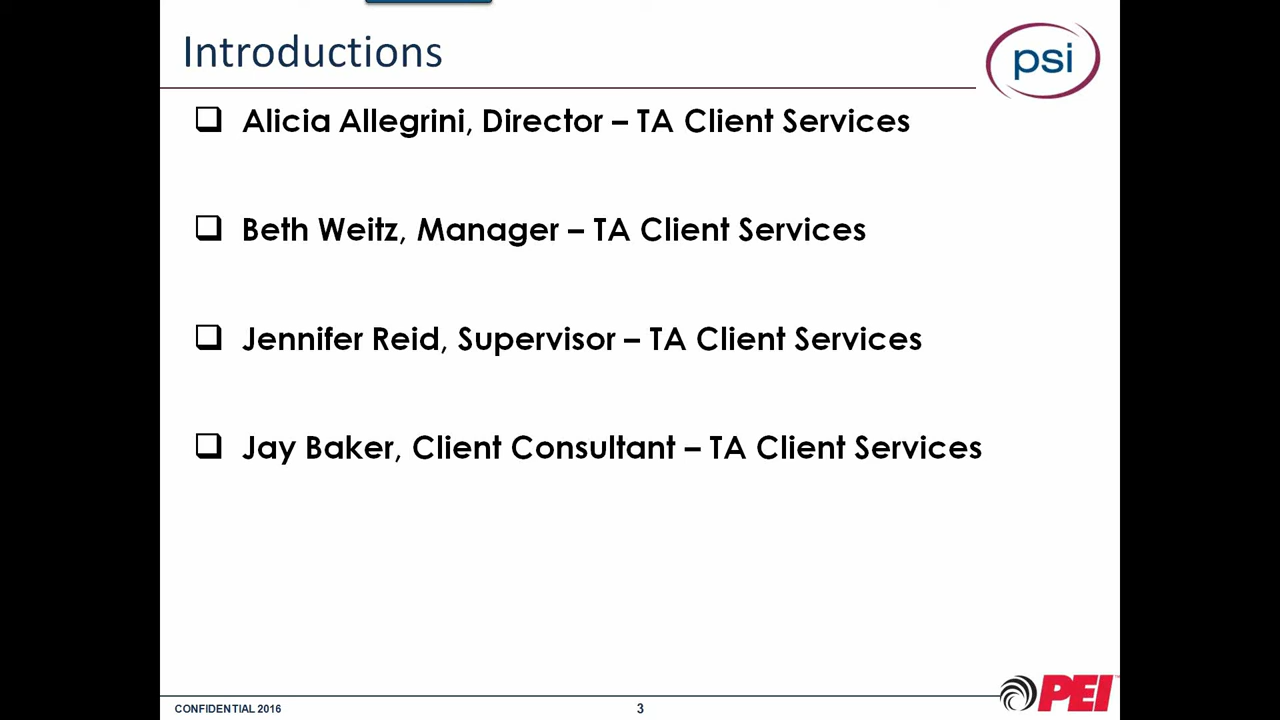 Introductions
psi
Alicia Allegrini, Director – TA Client Services
Beth Weitz, Manager – TA Client Services
Jennifer Reid, Supervisor – TA Client Services
Jay Baker, Client Consultant – TA Client Services
CONFIDENTIAL 2016
3
PEI